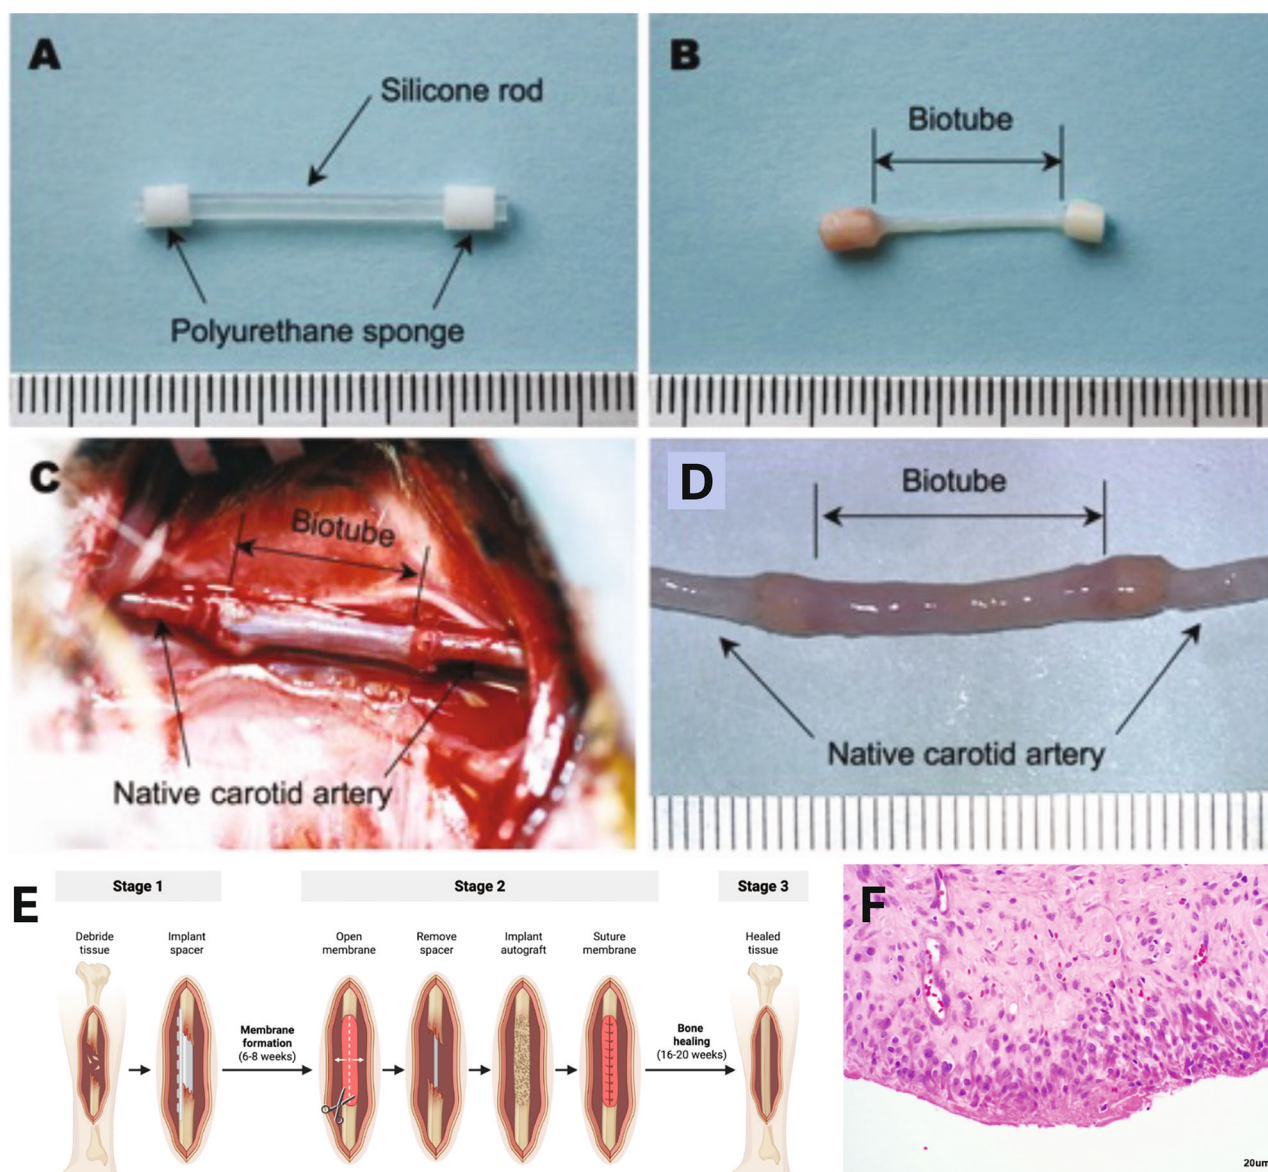 A
Silicone rod
Polyurethane sponge
B
Biotube
C
Biotube
Native carotid artery
D
Biotube
Native carotid artery
E
Stage 1
Stage 2
Stage 3
Debride
tissue
Implant
spacer
Membrane
formation
(6-8 weeks)
Open
membrane
Remove
spacer
Implant
autograft
Suture
membrane
Bone
healing
(16-20 weeks)
Healed
tissue
F
20um